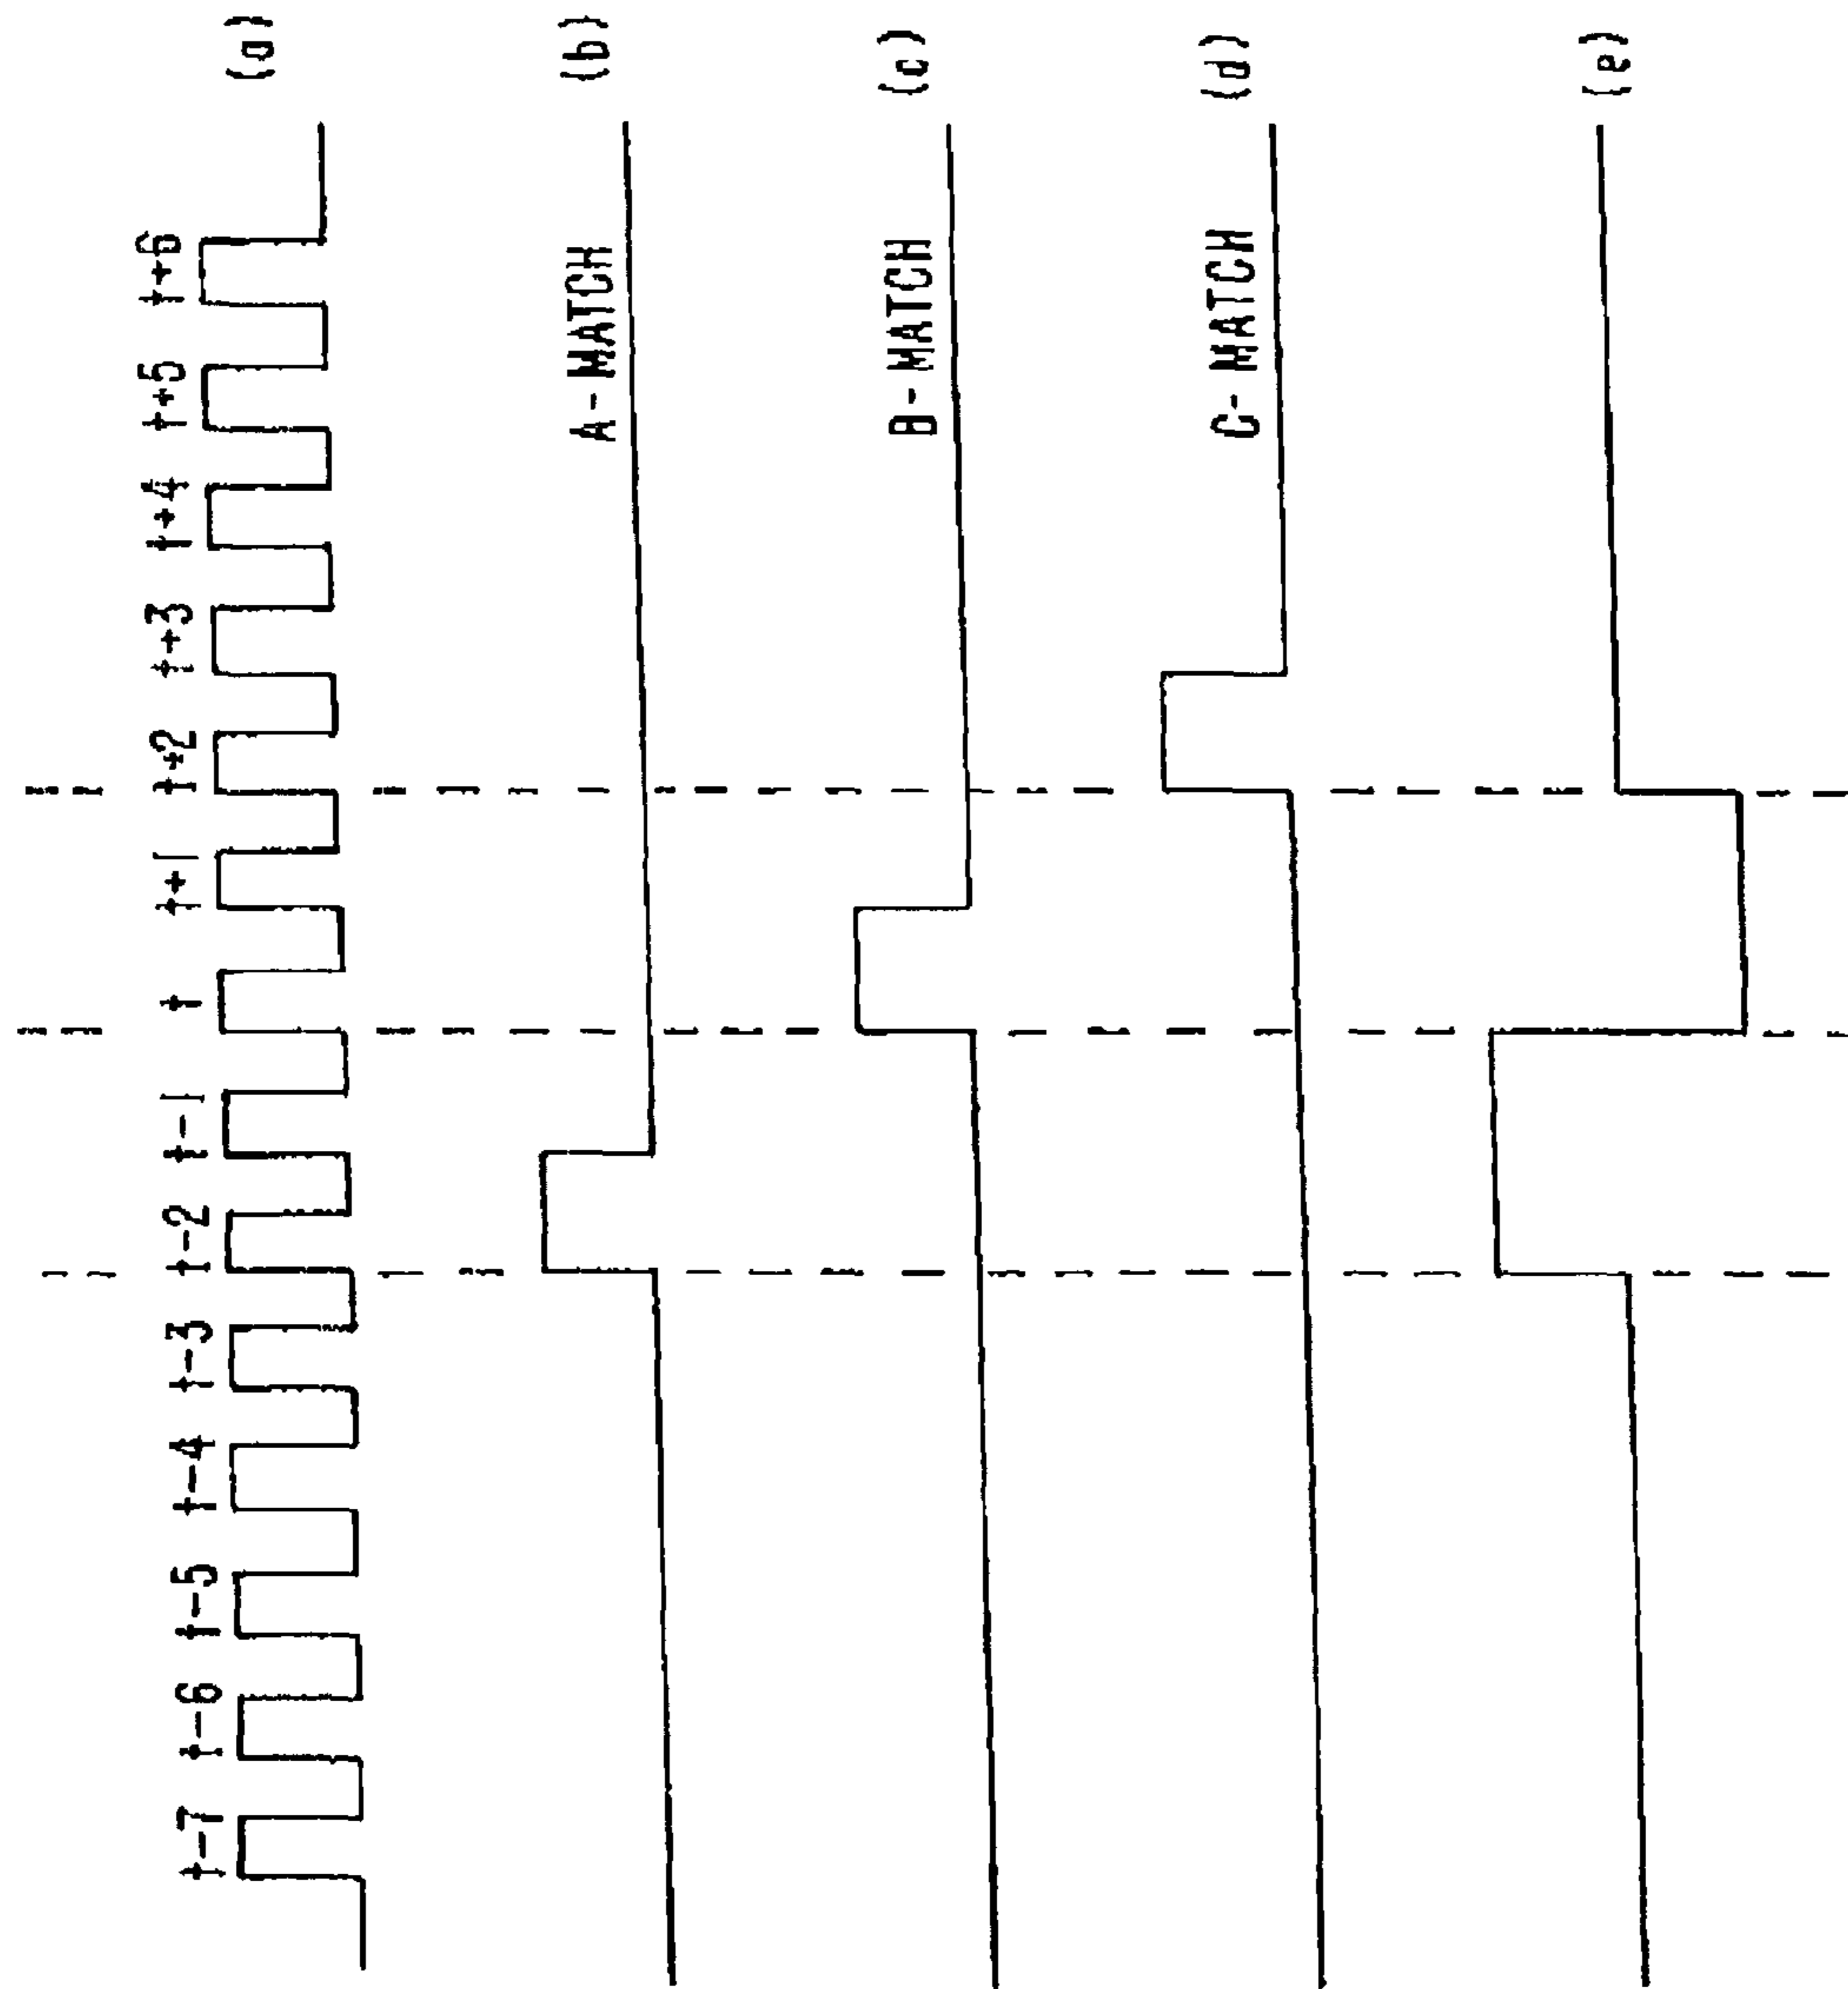 t-7 t-6 t-5 t-4 t-3 t-2 t-1 t t+1 t+2 t+3 t+4 t+5 t+6 (a)
A-MATCH (b)
B-MATCH (c)
C-MATCH (d)
(e)